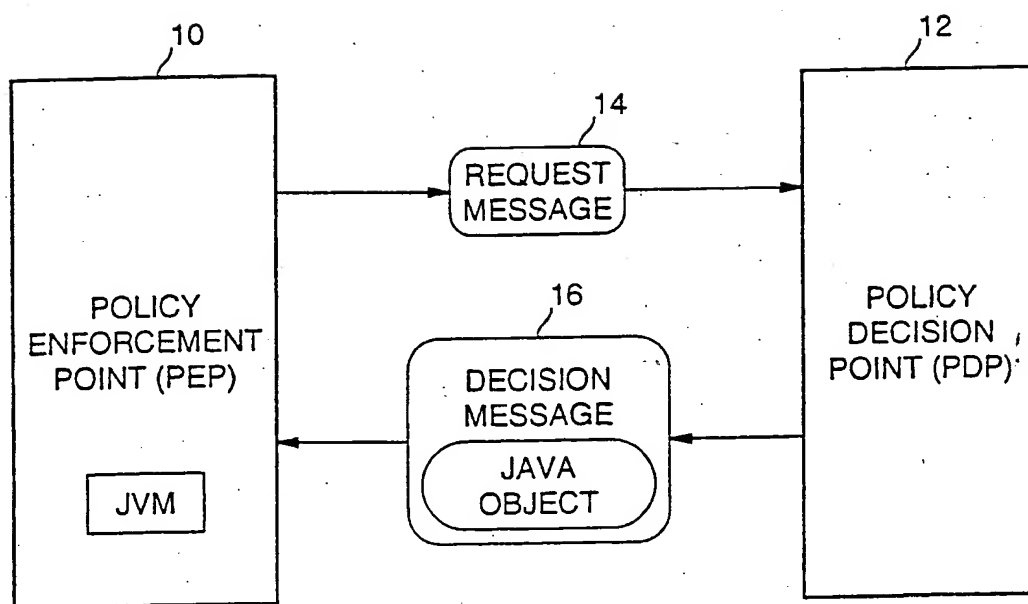 10
12
14
REQUEST
MESSAGE
16
POLICY
ENFORCEMENT
POINT (PEP)
POLICY
DECISION
POINT (PDP)
DECISION
MESSAGE
JAVA
OBJECT
JVM